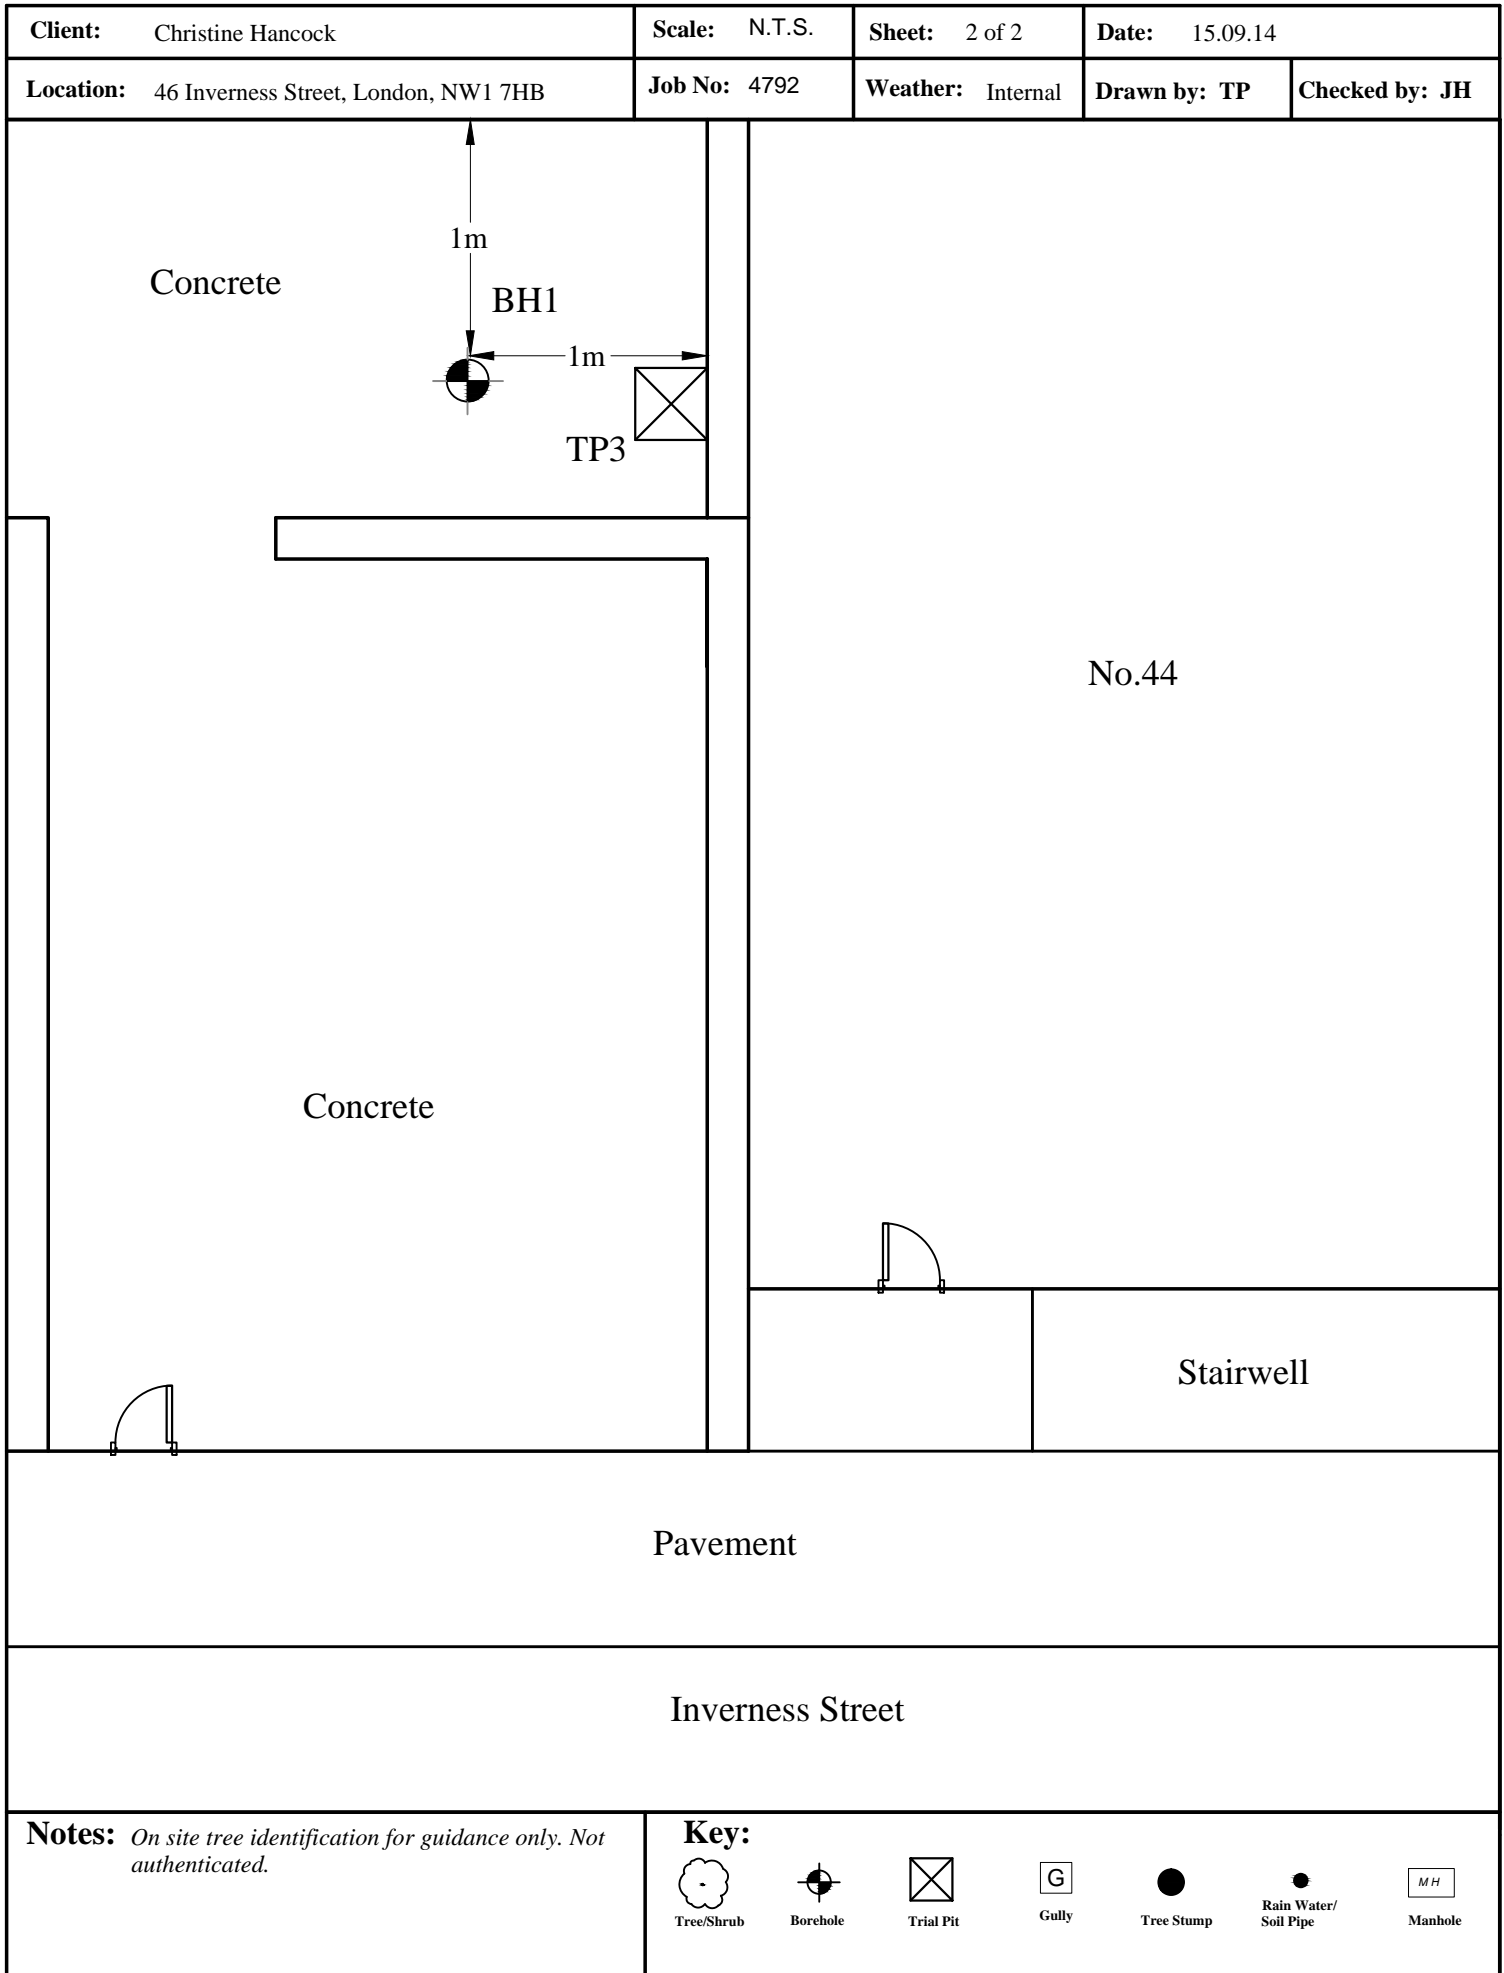 Client: Christine Hancock Scale: N.T.S. Sheet: 2 of 2 Date: 15.09.14
Location: 46 Inverness Street, London, NW1 7HB Job No: 4792 Weather: Internal Drawn by: TP Checked by: JH
1m
Concrete
BH1
1m
TP3
No.44
Concrete
Stairwell
Pavement
Inverness Street
Notes: On site tree identification for guidance only. Not
authenticated.
Key:
G
M H
Tree/Shrub
Borehole
Trial Pit
Gully
Tree Stump
Rain Water/
Soil Pipe
Manhole